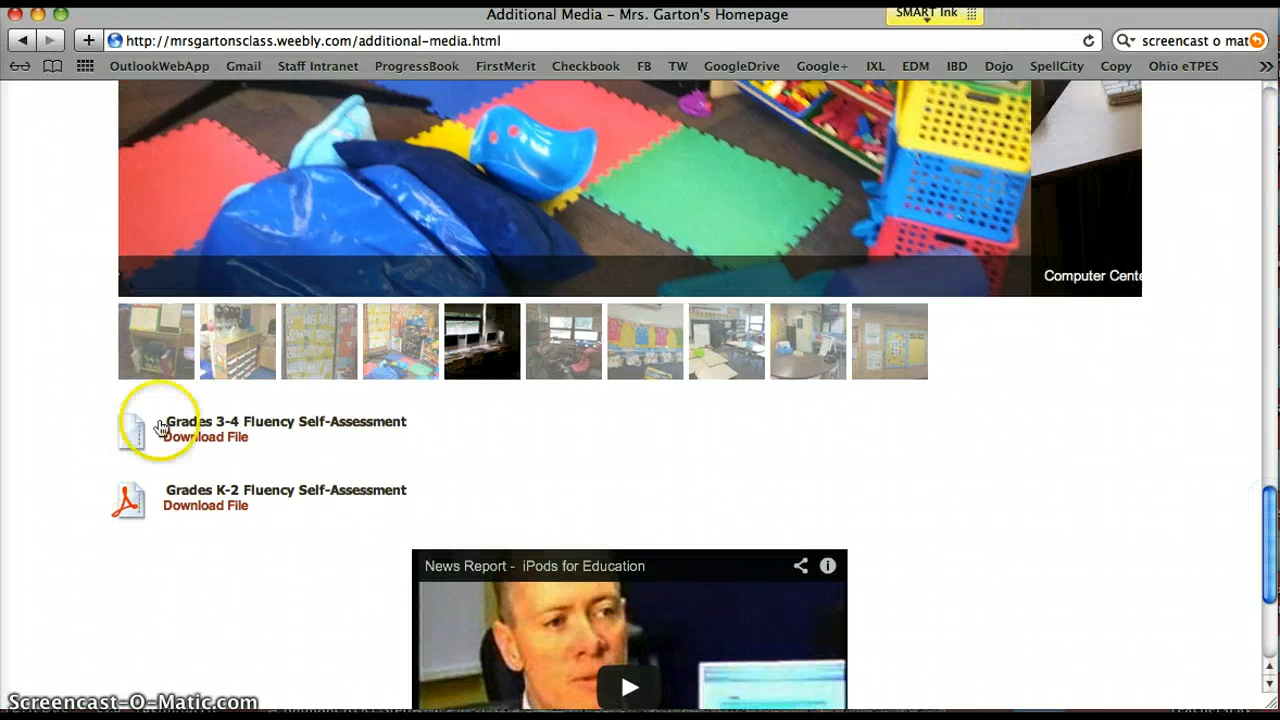 Additional Media – Mrs. Garton's Homepage
SMART Ink
http://mrsgartonsclass.weebly.com/additional-media.html
screencast o mat
OutlookWebApp Gmail Staff Intranet ProgressBook FirstMerit Checkbook FB TW GoogleDrive Google+ IXL EDM IBD Dojo SpellCity Copy Ohio eTPES
Computer Cente
Grades 3-4 Fluency Self-Assessment
Download File
Grades K-2 Fluency Self-Assessment
Download File
News Report - iPods for Education
Screencast-O-Matic.com